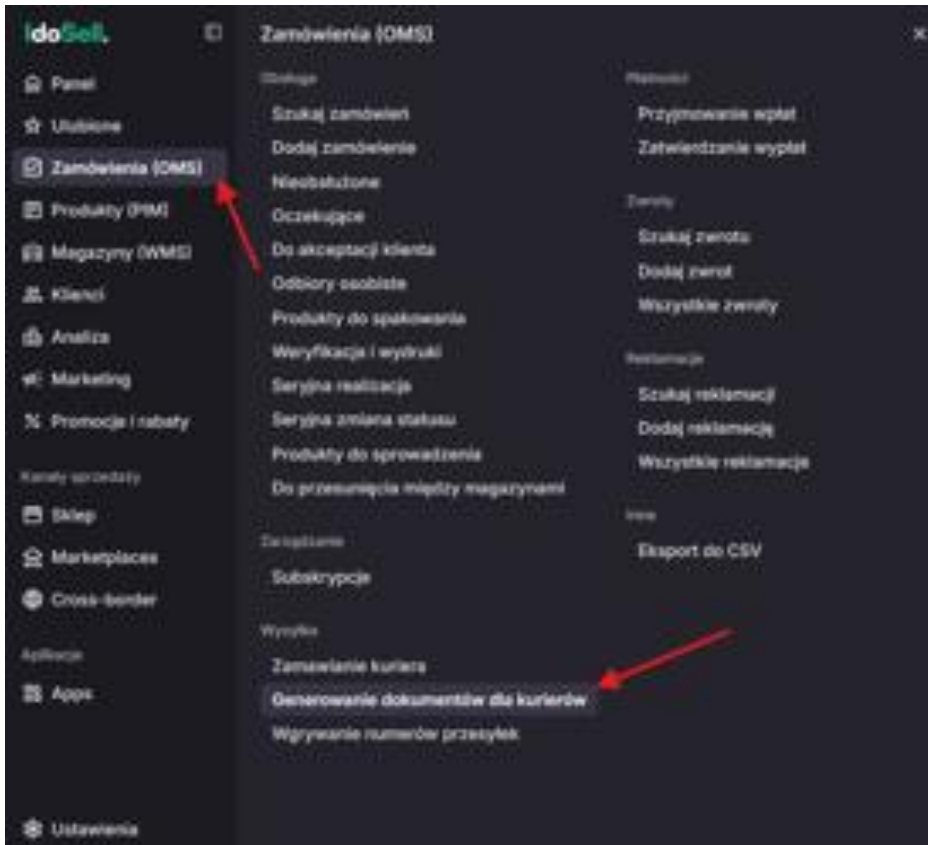 IdoSell.
Panel
Ulubione
Zamówienia (OMS)
Produkty (PIM)
Magazyny (WMS)
Klienci
Analiza
Marketing
Promocje i rabaty
Kanały sprzedaży
Sklep
Marketplaces
Cross-border
Aplikacje
Apps
Ustawienia
Zamówienia (OMS)
Obsługa
Szukaj zamówień
Dodaj zamówienie
Nieobsłużone
Oczekujące
Do akceptacji klienta
Odbiory osobiste
Produkty do spakowania
Weryfikacja i wydruki
Seryjna realizacja
Seryjna zmiana statusu
Produkty do sprowadzenia
Do przesunięcia między magazynami
Zarządzanie
Subskrypcje
Wysyłka
Zamawianie kuriera
Generowanie dokumentów dla kurierów
Wgrywanie numerów przesyłek
Płatności
Przyjmowanie wpłat
Zatwierdzanie wypłat
Zwroty
Szukaj zwrotu
Dodaj zwrot
Wszystkie zwroty
Reklamacje
Szukaj reklamacji
Dodaj reklamację
Wszystkie reklamacje
Inne
Eksport do CSV